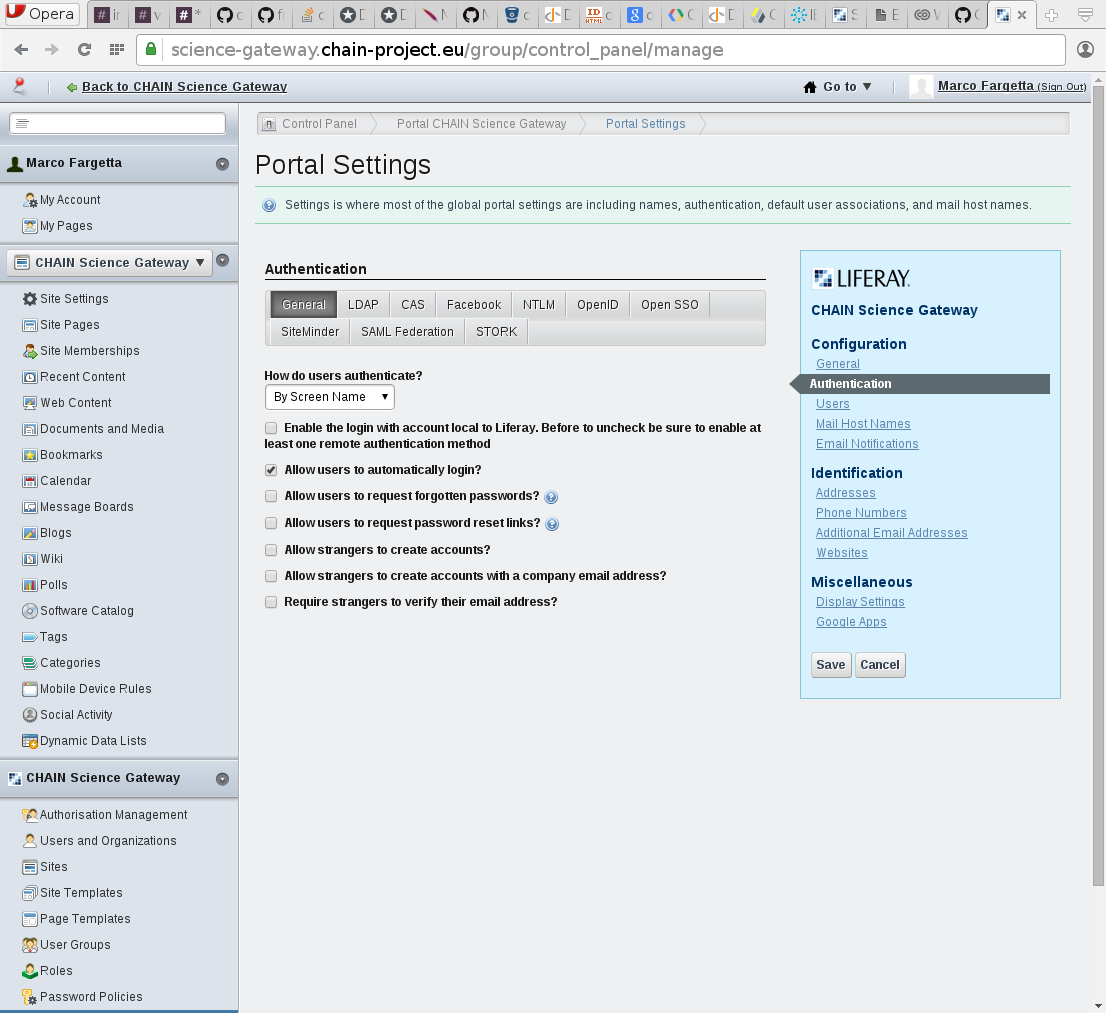 Opera
science-gateway.chain-project.eu/group/control_panel/manage
Back to CHAIN Science Gateway
Go to ▼
Marco Fargetta (Sign Out)
Control Panel
Portal CHAIN Science Gateway
Portal Settings
Marco Fargetta
My Account
My Pages
CHAIN Science Gateway ▼
Site Settings
Site Pages
Site Memberships
Recent Content
Web Content
Documents and Media
Bookmarks
Calendar
Message Boards
Blogs
Wiki
Polls
Software Catalog
Tags
Categories
Mobile Device Rules
Social Activity
Dynamic Data Lists
CHAIN Science Gateway
Authorisation Management
Users and Organizations
Sites
Site Templates
Page Templates
User Groups
Roles
Password Policies
Portal Settings
Settings is where most of the global portal settings are including names, authentication, default user associations, and mail host names.
Authentication
General LDAP CAS Facebook NTLM OpenID Open SSO
SiteMinder SAML Federation STORK
How do users authenticate?
By Screen Name
Enable the login with account local to Liferay. Before to uncheck be sure to enable at
least one remote authentication method
Allow users to automatically login?
Allow users to request forgotten passwords?
Allow users to request password reset links?
Allow strangers to create accounts?
Allow strangers to create accounts with a company email address?
Require strangers to verify their email address?
LIFERAY.
CHAIN Science Gateway
Configuration
General
Authentication
Users
Mail Host Names
Email Notifications
Identification
Addresses
Phone Numbers
Additional Email Addresses
Websites
Miscellaneous
Display Settings
Google Apps
Save Cancel